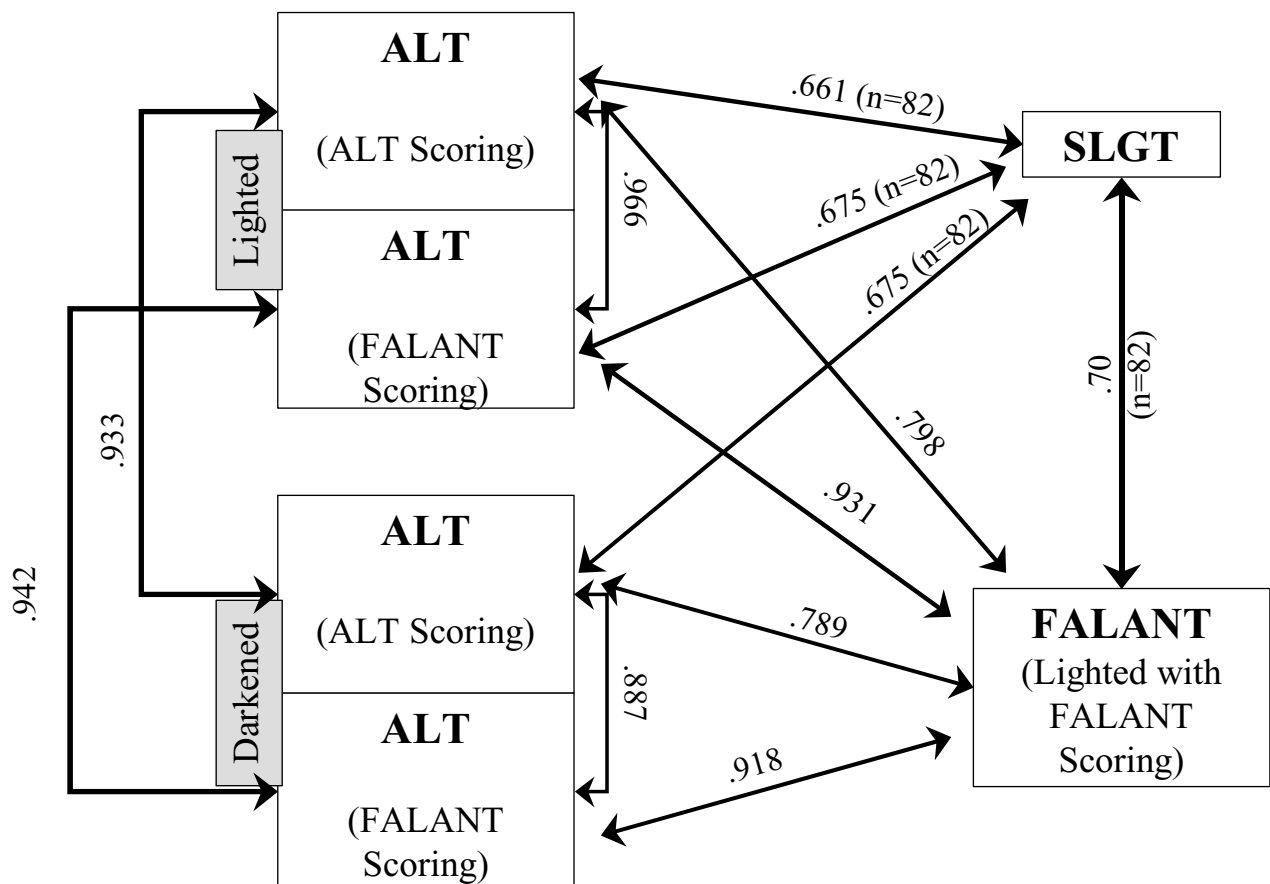 ALT
(ALT Scoring)
Lighted
ALT
(FALANT
Scoring)
.966
.661 (n=82)
SLGT
.675 (n=82)
.675 (n=82)
.70
(n=82)
.798
.931
.933
.942
ALT
(ALT Scoring)
Darkened
ALT
(FALANT
Scoring)
.887
.789
.918
FALANT
(Lighted with
FALANT
Scoring)